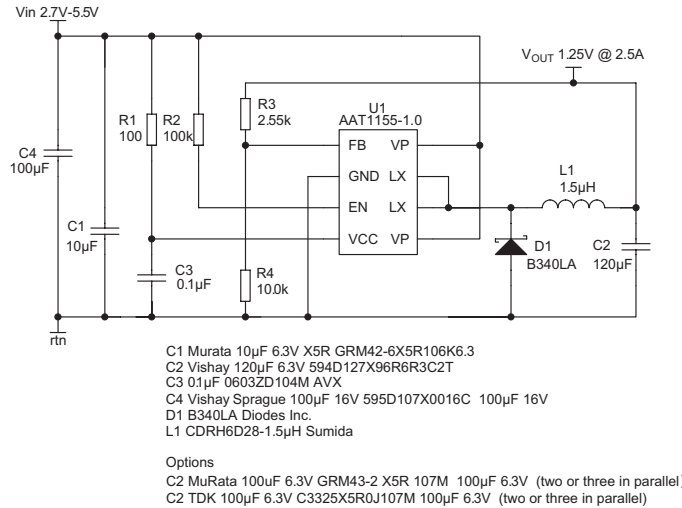 Vin 2.7V-5.5V
VOUT 1.25V @ 2.5A
R1
100
R2
100k
R3
2.55k
U1
AAT1155-1.0
FB VP
GND LX
EN LX
VCC VP
L1
1.5µH
C4
100µF
C1
10µF
C3
0.1µF
R4
10.0k
D1
B340LA
C2
120µF
rtn
C1 Murata 10µF 6.3V X5R GRM42-6X5R106K6.3
C2 Vishay 120µF 6.3V 594D127X96R6R3C2T
C3 0.1µF 0603ZD104M AVX
C4 Vishay Sprague 100µF 16V 595D107X0016C 100µF 16V
D1 B340LA Diodes Inc.
L1 CDRH6D28-1.5µH Sumida
Options
C2 MuRata 100uF 6.3V GRM43-2 X5R 107M 100µF 6.3V (two or three in parallel)
C2 TDK 100µF 6.3V C3325X5R0J107M 100µF 6.3V (two or three in parallel)